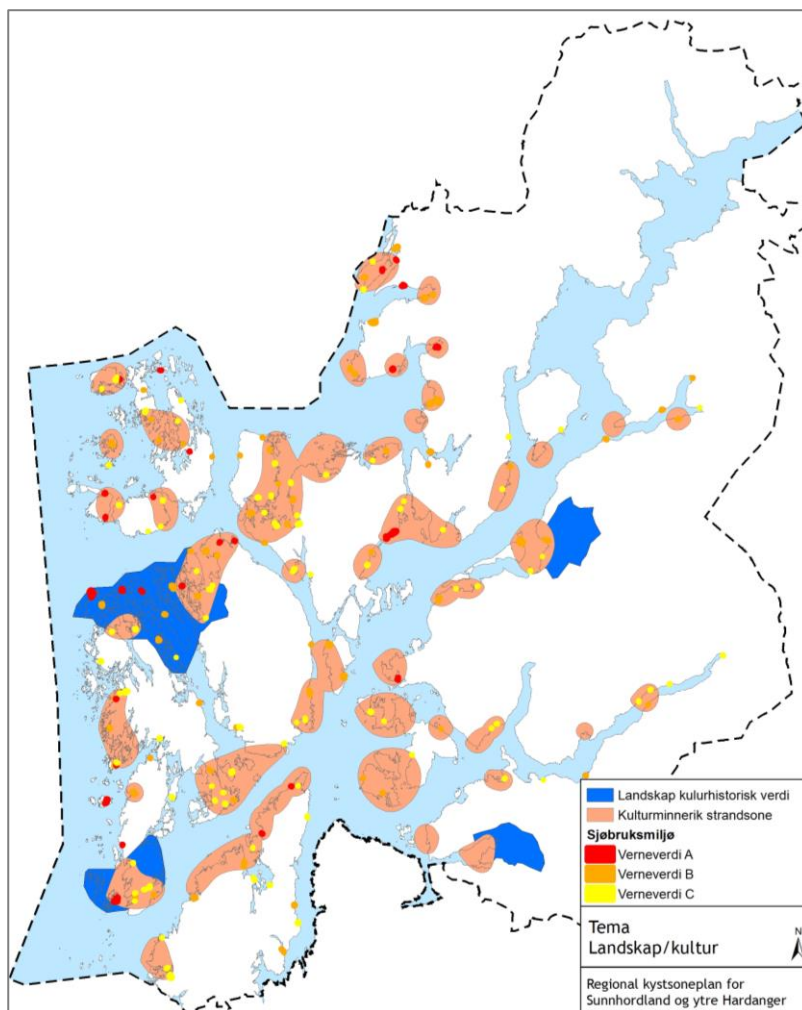 Landskap kulurhistorisk verdi
Kulturminnerik strandsone
Sjøbruksmiljø
Verneverdi A
Verneverdi B
Verneverdi C
Tema
Landskap/kultur
N
Regional kystsoneplan for
Sunnhordland og ytre Hardanger